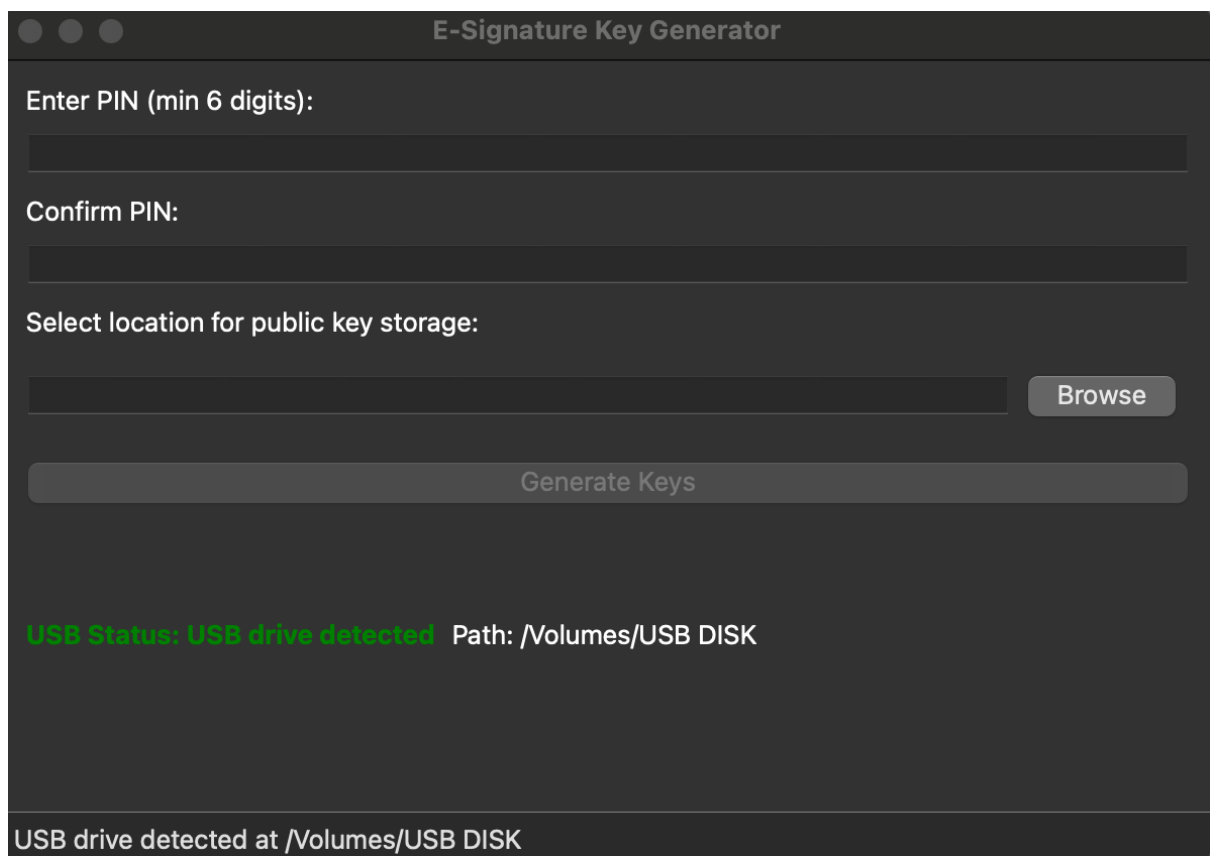 E-Signature Key Generator
Enter PIN (min 6 digits):
Confirm PIN:
Select location for public key storage:
Browse
Generate Keys
USB Status: USB drive detected Path: /Volumes/USB DISK
USB drive detected at /Volumes/USB DISK